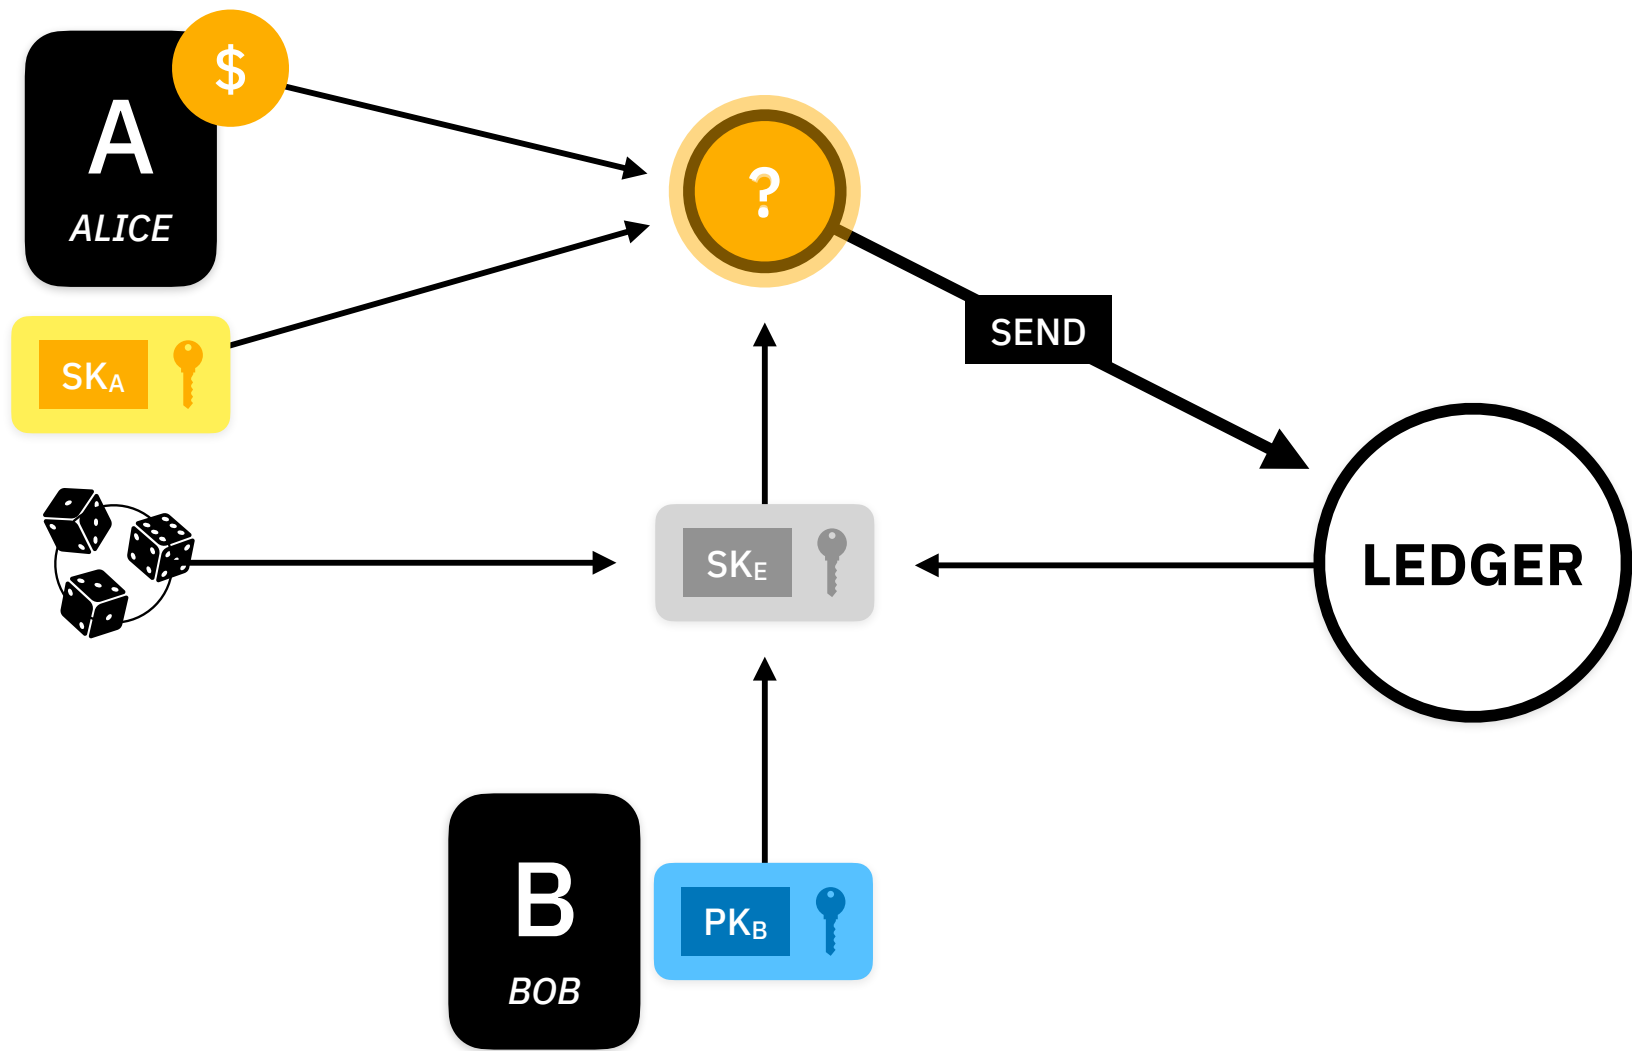 $
A
ALICE
?
SEND
SKA
SKE
LEDGER
B
PKB
BOB